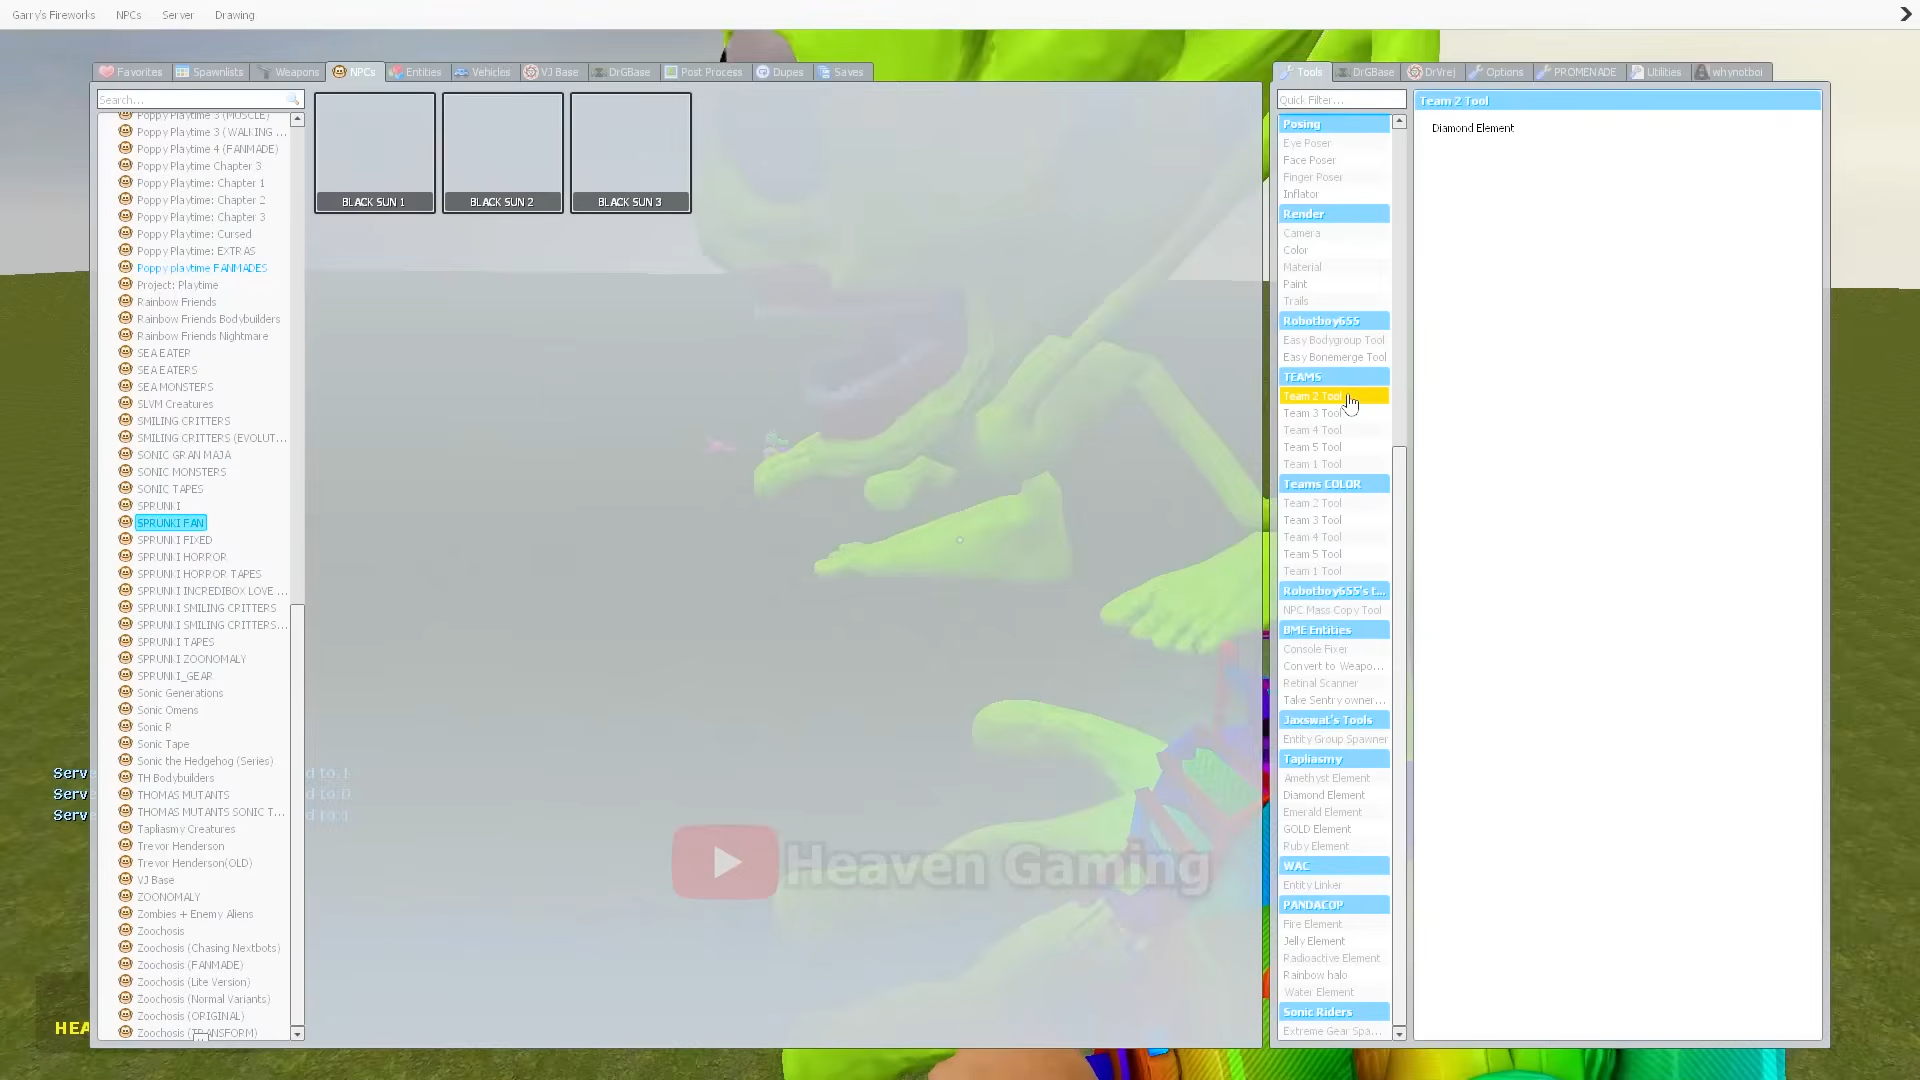 Garry's Fireworks NPCs Server Drawing
Favorites Spawnlists Weapons NPCs Entities Vehicles VJ Base DrGBase Post Process Dupes Saves
Search...
Poppy Playtime 3 (MUSCLE)
Poppy Playtime 3 (WALKING ...
Poppy Playtime 4 (FANMADE)
Poppy Playtime Chapter 3
Poppy Playtime: Chapter 1
Poppy Playtime: Chapter 2
Poppy Playtime: Chapter 3
Poppy Playtime: Cursed
Poppy Playtime: EXTRAS
Poppy playtime FANMADES
Project: Playtime
Rainbow Friends
Rainbow Friends Bodybuilders
Rainbow Friends Nightmare
SEA EATER
SEA EATERS
SEA MONSTERS
SLVM Creatures
SMILING CRITTERS
SMILING CRITTERS (EVOLUT...
SONIC GRAN MAJA
SONIC MONSTERS
SONIC TAPES
SPRUNKI
SPRUNKI FAN
SPRUNKI FIXED
SPRUNKI HORROR
SPRUNKI HORROR TAPES
SPRUNKI INCREDIBOX LOVE ...
SPRUNKI SMILING CRITTERS
SPRUNKI SMILING CRITTERS...
SPRUNKI TAPES
SPRUNKI ZOONOMALY
SPRUNKI_GEAR
Sonic Generations
Sonic Omens
Sonic R
Sonic Tape
Sonic the Hedgehog (Series)
TH Bodybuilders
THOMAS MUTANTS
THOMAS MUTANTS SONIC T...
Tapliasmy Creatures
Trevor Henderson
Trevor Henderson(OLD)
VJ Base
ZOONOMALY
Zombies + Enemy Aliens
Zoochosis
Zoochosis (Chasing Nextbots)
Zoochosis (FANMADE)
Zoochosis (Lite Version)
Zoochosis (Normal Variants)
Zoochosis (ORIGINAL)
Zoochosis (TRANSFORM)
BLACK SUN 1
BLACK SUN 2
BLACK SUN 3
Serve
Serve
Serve
HEA
Heaven Gaming
Tools DrGBase DrVrej Options PROMENADE Utilities whynotboi
Quick Filter...
Posing
Eye Poser
Face Poser
Finger Poser
Inflator
Render
Camera
Color
Material
Paint
Trails
Robotboy655
Easy Bodygroup Tool
Easy Bonemerge Tool
TEAMS
Team 2 Tool
Team 3 Tool
Team 4 Tool
Team 5 Tool
Team 1 Tool
Teams COLOR
Team 2 Tool
Team 3 Tool
Team 4 Tool
Team 5 Tool
Team 1 Tool
Robotboy655's t...
NPC Mass Copy Tool
BME Entities
Console Fixer
Convert to Weapo...
Retinal Scanner
Take Sentry owner...
Jaxswat's Tools
Entity Group Spawner
Tapliasmy
Amethyst Element
Diamond Element
Emerald Element
GOLD Element
Ruby Element
WAC
Entity Linker
PANDACOP
Fire Element
Jelly Element
Radioactive Element
Rainbow halo
Water Element
Sonic Riders
Extreme Gear Spa...
Team 2 Tool
Diamond Element